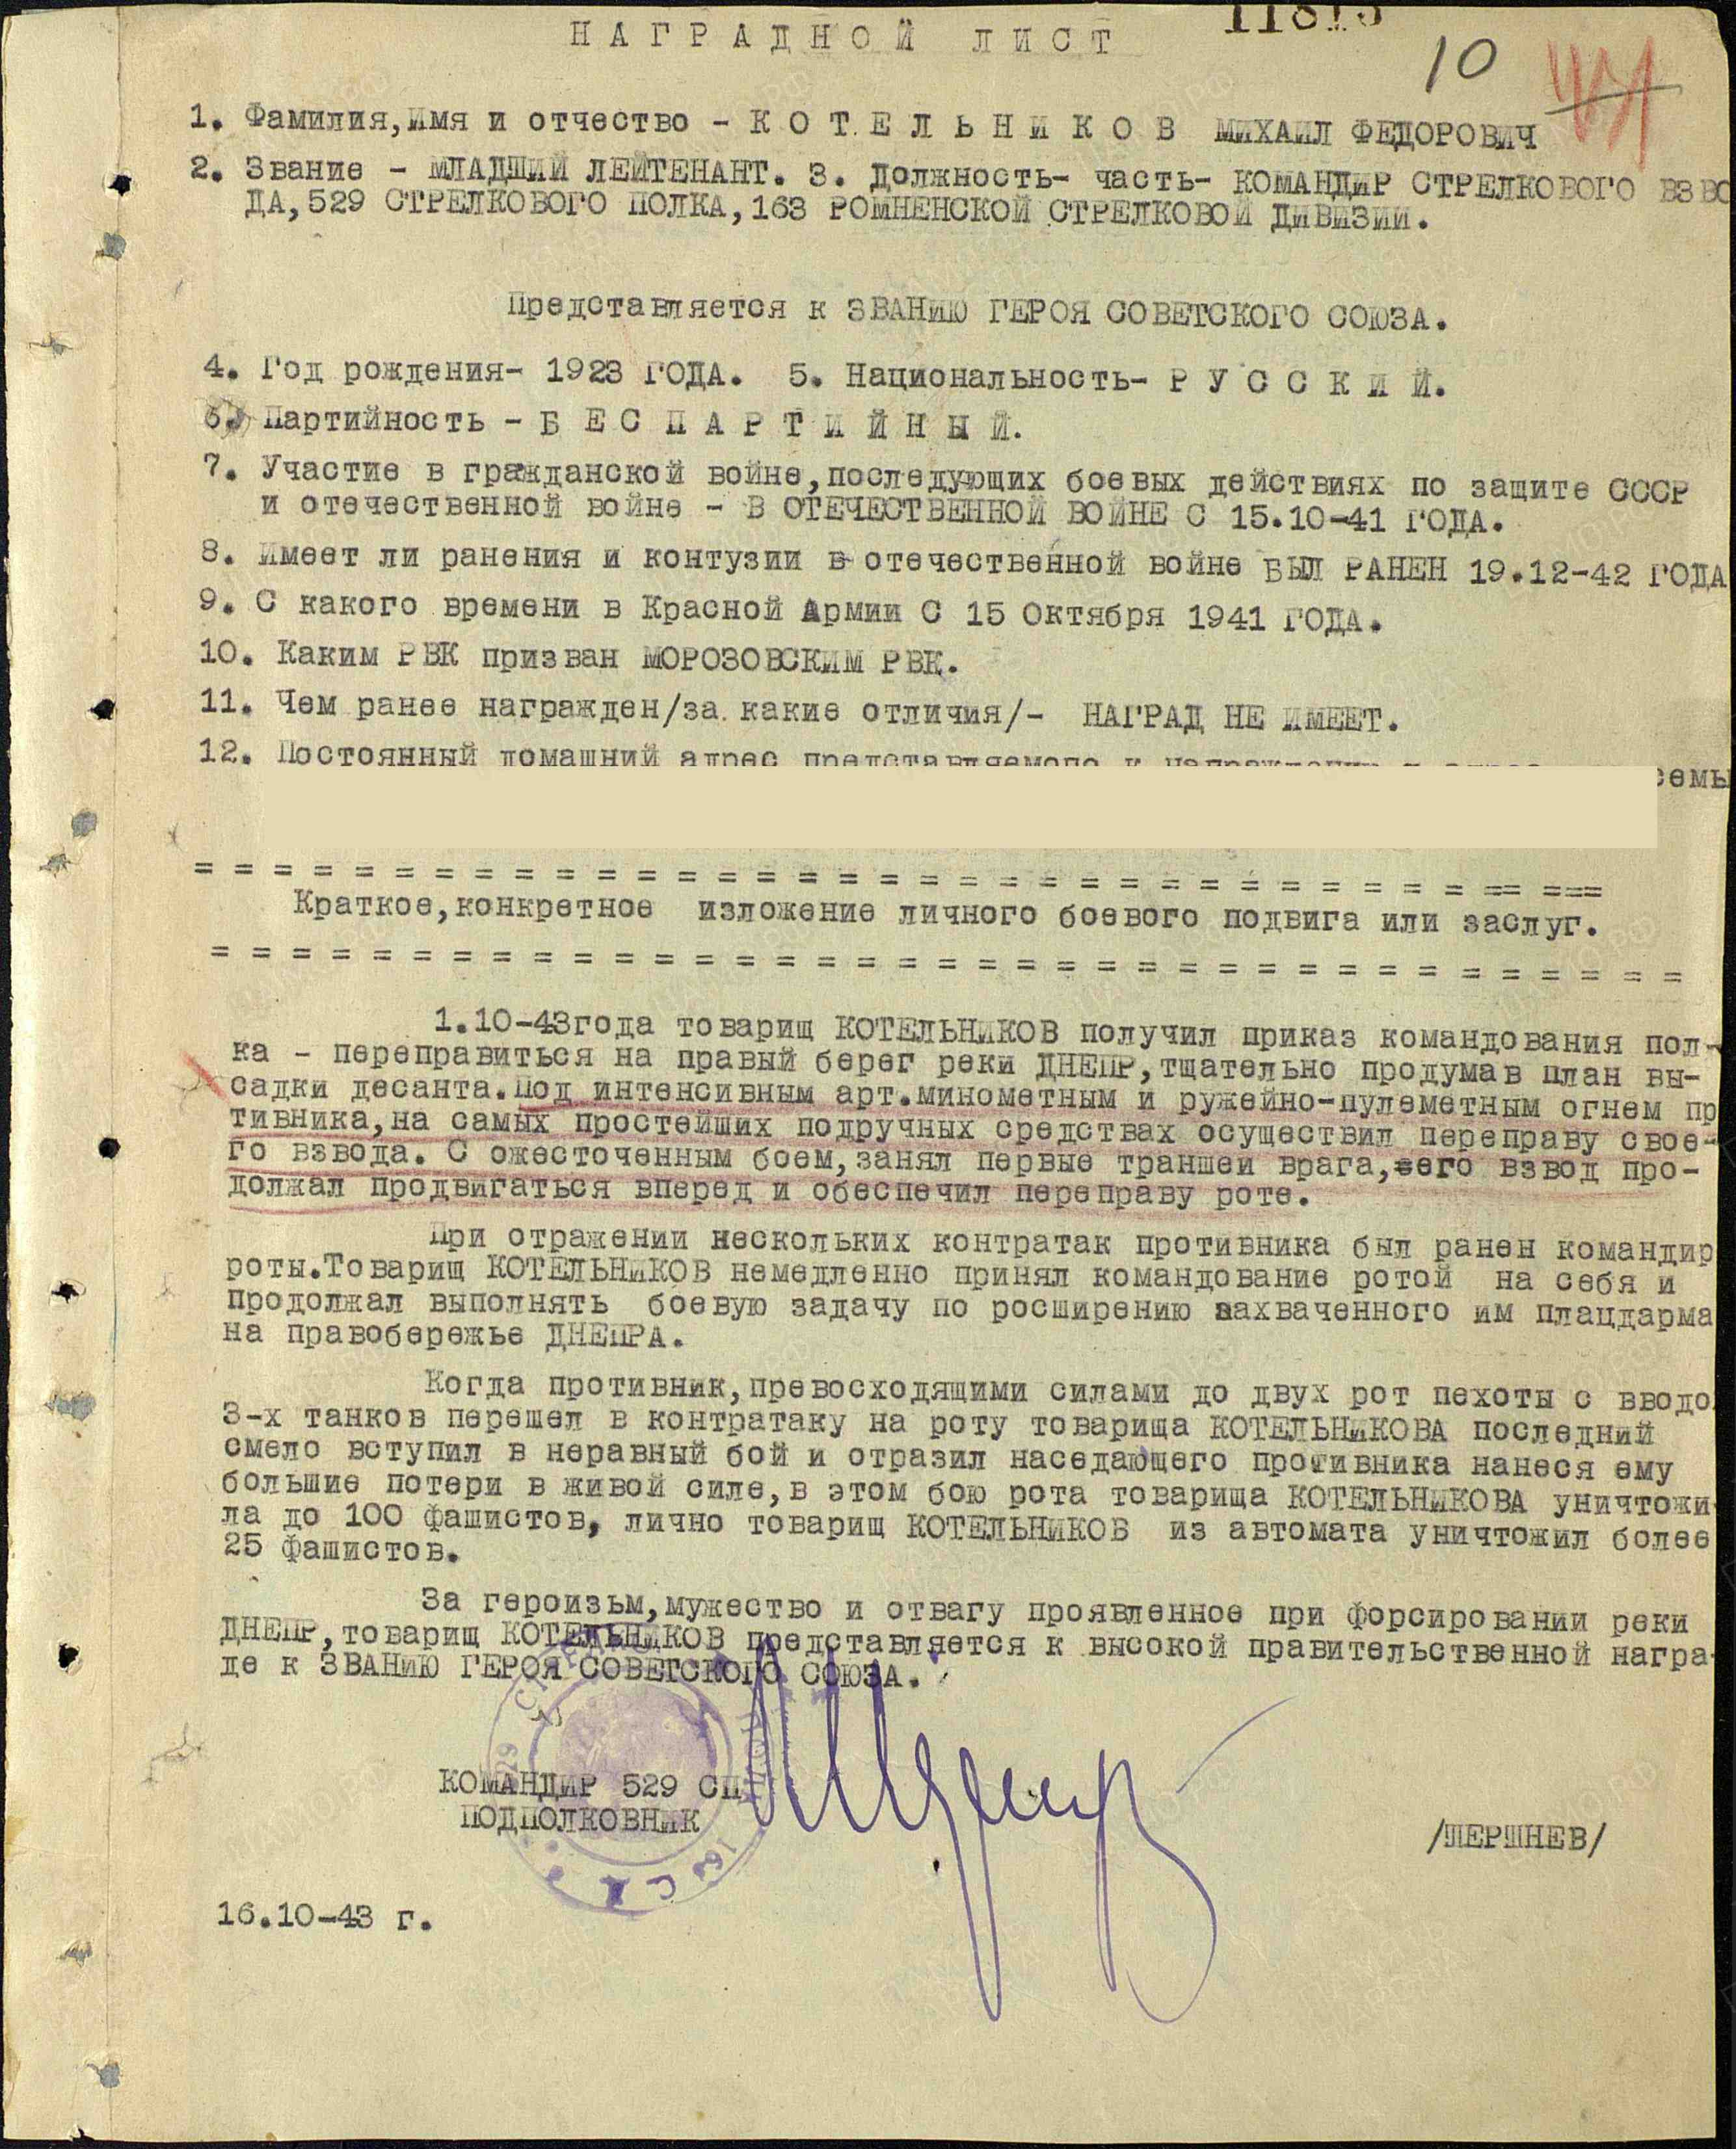 НАГРАДНОЙ ЛИСТ
10
1. Фамилия,имя и отчество - К О Т Е Л Ь Н И К О В МИХАИЛ ФЕДОРОВИЧ
2. Звание - МЛАДШИЙ ЛЕЙТЕНАНТ. 3. Должность- часть- КОМАНДИР СТРЕЛКОВОГО ВЗВО
ДА,529 СТРЕЛКОВОГО ПОЛКА,163 РОМНЕНСКОЙ СТРЕЛКОВОЙ ДИВИЗИИ.
Представляется к ЗВАНИЮ ГЕРОЯ СОВЕТСКОГО СОЮЗА.
4. Год рождения- 1923 ГОДА. 5. Национальность- Р У С С К И Й.
6. Партийность - Б Е С П А Р Т И Й Н Ы Й.
7. Участие в гражданской войне,последующих боевых действиях по защите СССР
и отечественной войне - В ОТЕЧЕСТВЕННОЙ ВОЙНЕ С 15.10-41 ГОДА.
8. Имеет ли ранения и контузии в отечественной войне БЫЛ РАНЕН 19.12-42 ГОДА
9. С какого времени в Красной Армии С 15 Октября 1941 ГОДА.
10. Каким РВК призван МОРОЗОВСКИМ РВК.
11. Чем ранее награжден/за какие отличия/- НАГРАД НЕ ИМЕЕТ.
12. Постоянный домашний адрес представляемого к семь
= = = = = = = = = = = = = = = = = = = = = = = = = = = = = = = = = == ===
Краткое,конкретное изложение личного боевого подвига или заслуг.
= = = = = = = = = = = = = = = = = = = = = = = = = = = = = = = = = = = = =
1.10-43года товарищ КОТЕЛЬНИКОВ получил приказ командования пол-
ка - переправиться на правый берег реки ДНЕПР,тщательно продумав план вы-
садки десанта.Под интенсивным арт.минометным и ружейно-пулеметным огнем пр
тивника,на самых простейших подручных средствах осуществил переправу свое-
го взвода. С ожесточенным боем,занял первые траншеи врага,его взвод про-
должал продвигаться вперед и обеспечил переправу роте.
При отражении нескольких контратак противника был ранен командир
роты.Товарищ КОТЕЛЬНИКОВ немедленно принял командование ротой на себя и
продолжал выполнять боевую задачу по росширению захваченного им плацдарма
на правобережье ДНЕПРА.
Когда противник,превосходящими силами до двух рот пехоты с вводо
3-х танков перешел в контратаку на роту товарища КОТЕЛЬНИКОВА последний
смело вступил в неравный бой и отразил наседающего противника нанеся ему
большие потери в живой силе,в этом бою рота товарища КОТЕЛЬНИКОВА уничтожи
ла до 100 фашистов, лично товарищ КОТЕЛЬНИКОВ из автомата уничтожил более
25 фашистов.
За героизьм,мужество и отвагу проявленное при форсировании реки
ДНЕПР,товарищ КОТЕЛЬНИКОВ представляется к высокой правительственной награ-
де к ЗВАНИЮ ГЕРОЯ СОВЕТСКОГО СОЮЗА.
КОМАНДИР 529 СП
ПОДПОЛКОВНИК
/ПЕРШНЕВ/
16.10-43 г.